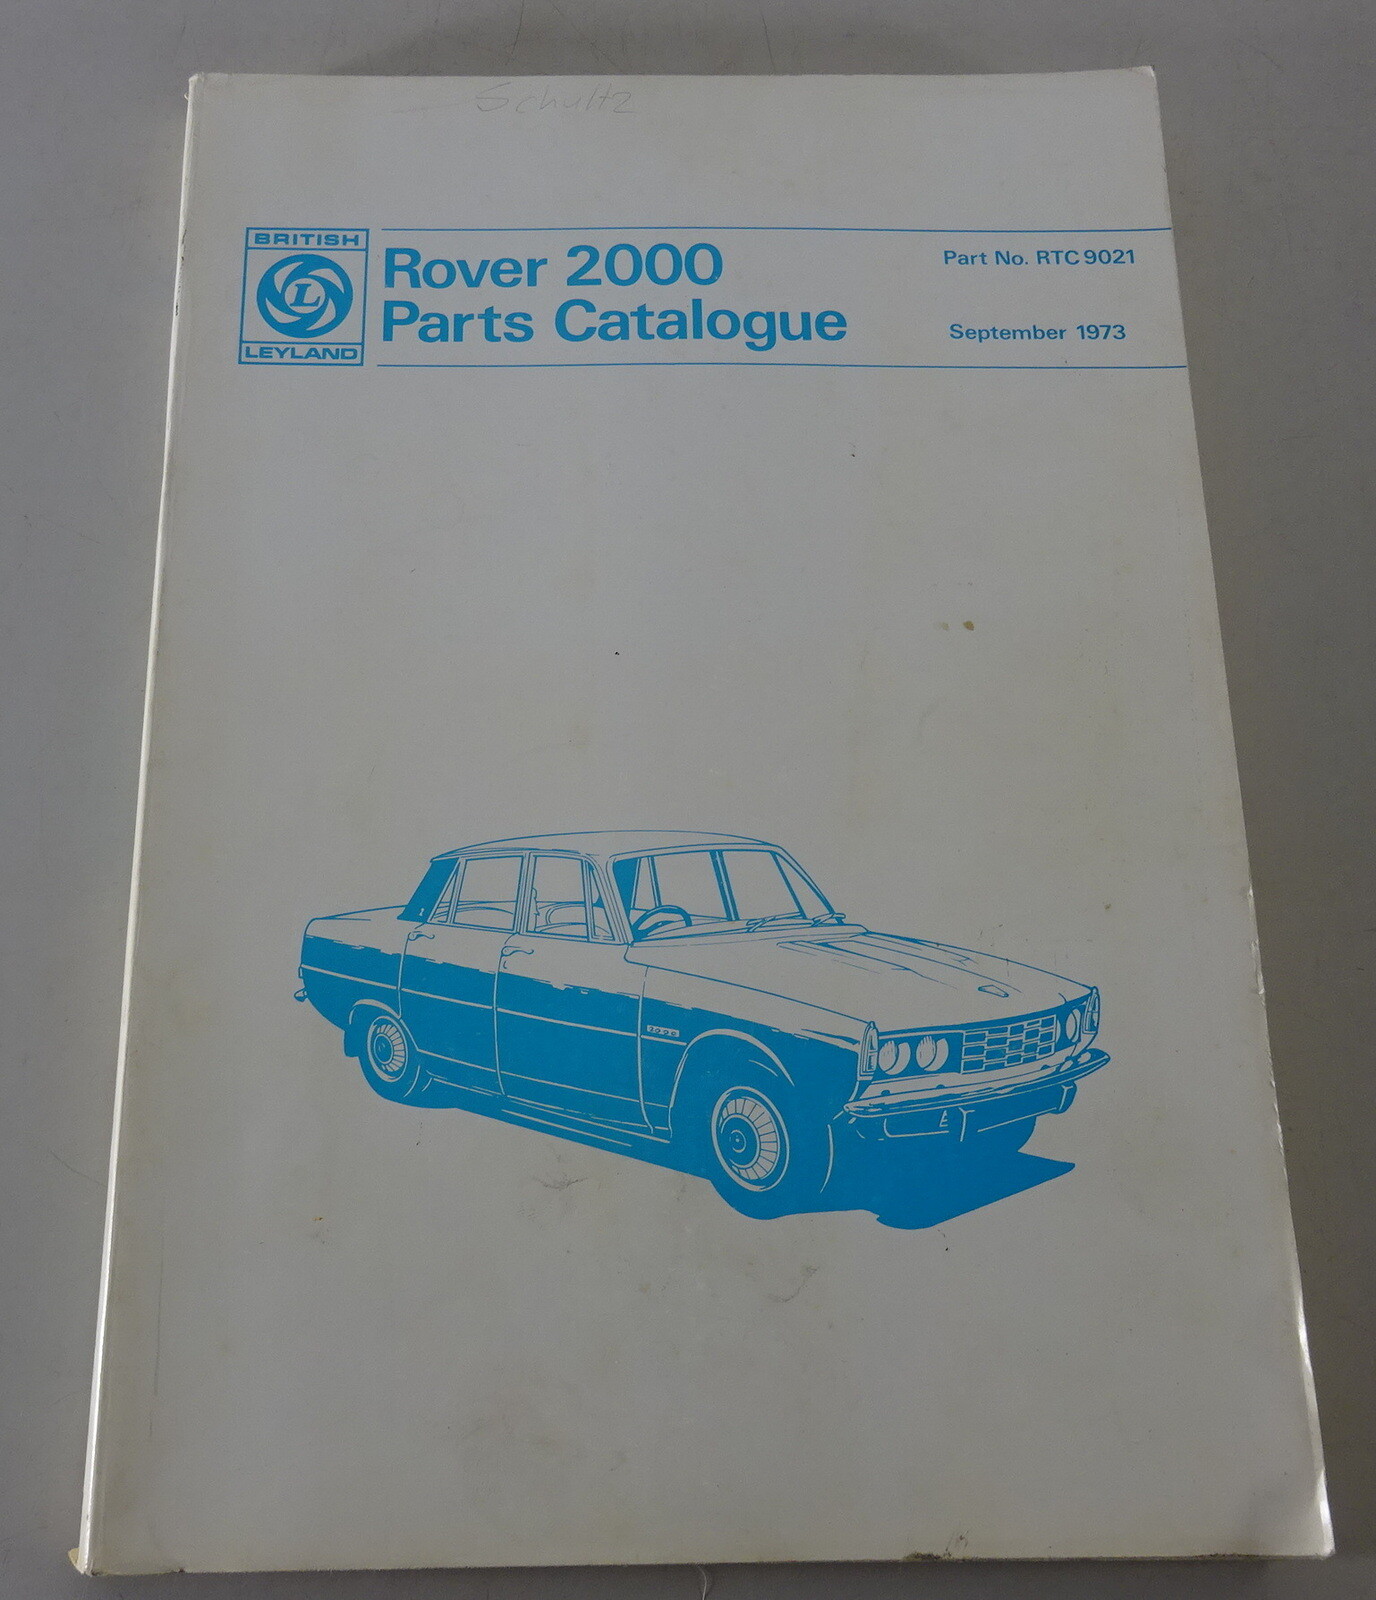 Schultz
BRITISH
L
LEYLAND
Rover 2000
Parts Catalogue
Part No. RTC 9021
September 1973